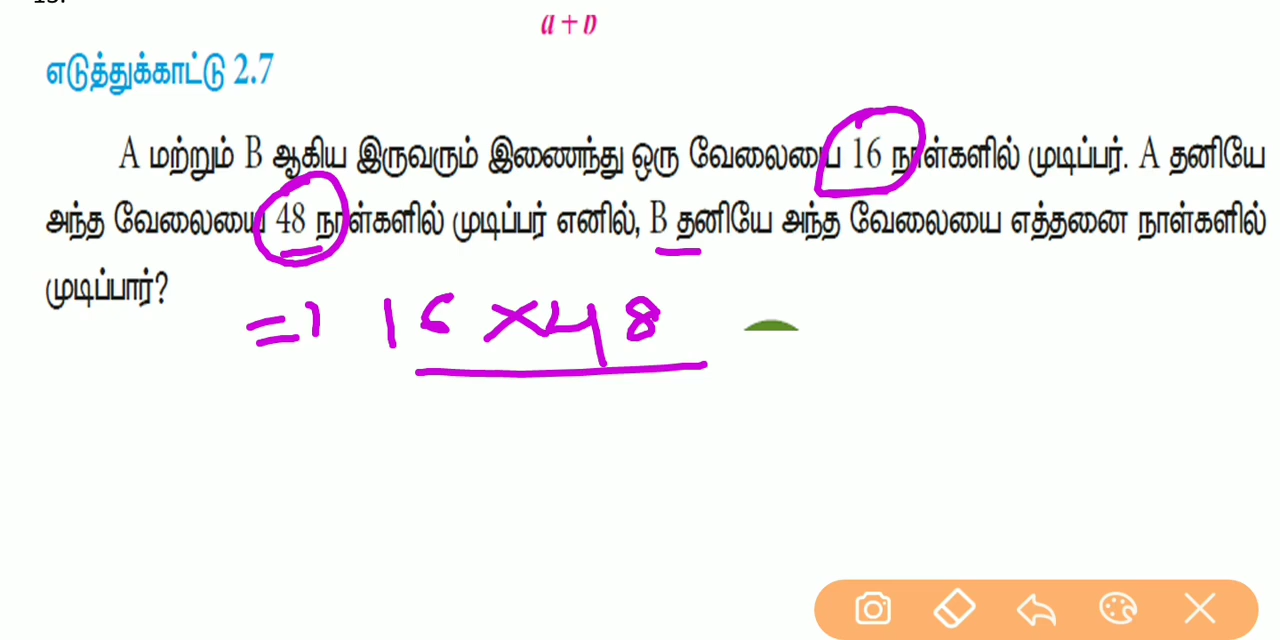 a + b
எடுத்துக்காட்டு 2.7
A மற்றும் B ஆகிய இருவரும் இணைந்து ஒரு வேலையை 16 நாள்களில் முடிப்பர். A தனியே
அந்த வேலையை 48 நாள்களில் முடிப்பர் எனில், B தனியே அந்த வேலையை எத்தனை நாள்களில்
முடிப்பார்?
16 × 48